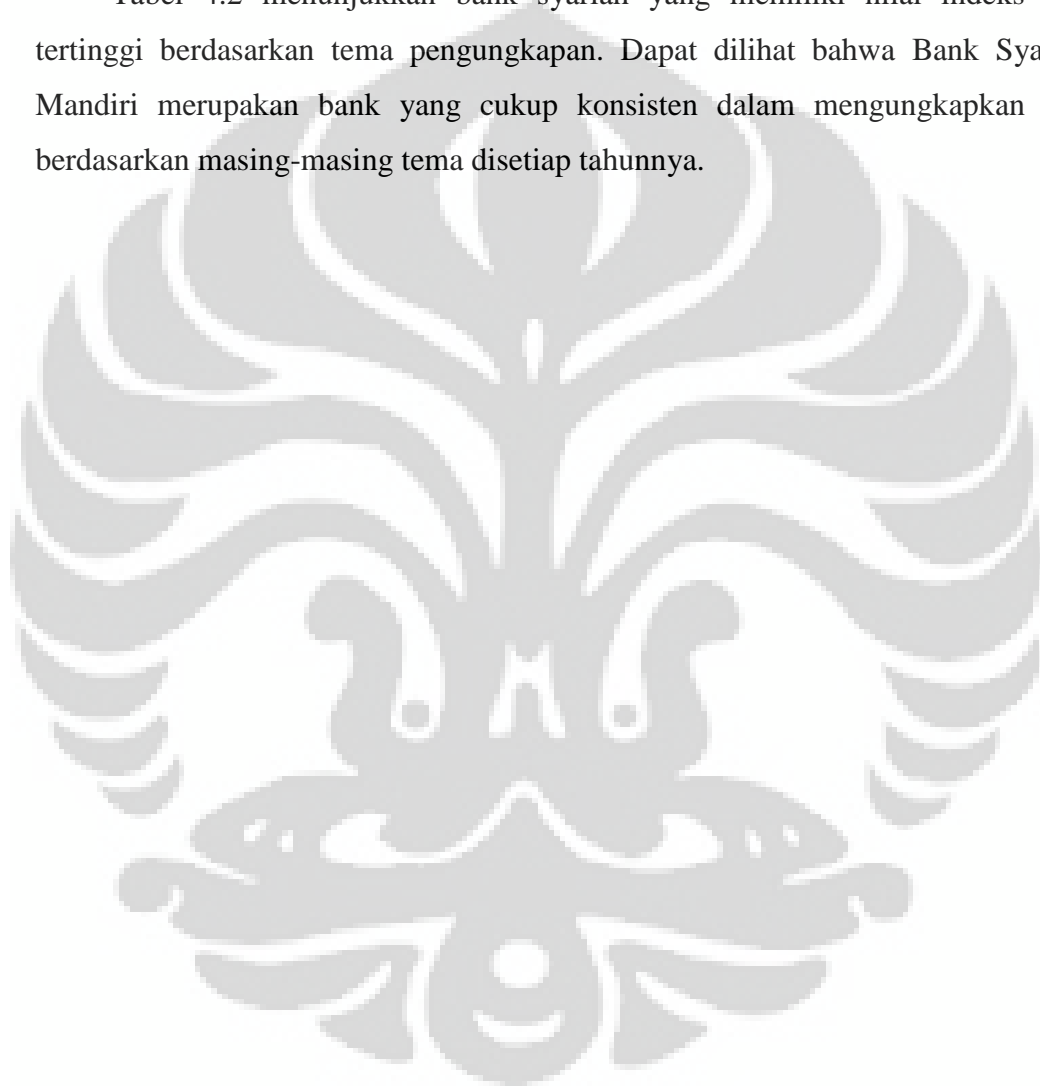 Tabel 4.2 menunjukkan bank syariah yang memiliki nilai indeks
tertinggi berdasarkan tema pengungkapan. Dapat dilihat bahwa Bank Sya
Mandiri merupakan bank yang cukup konsisten dalam mengungkapkan
berdasarkan masing-masing tema disetiap tahunnya.